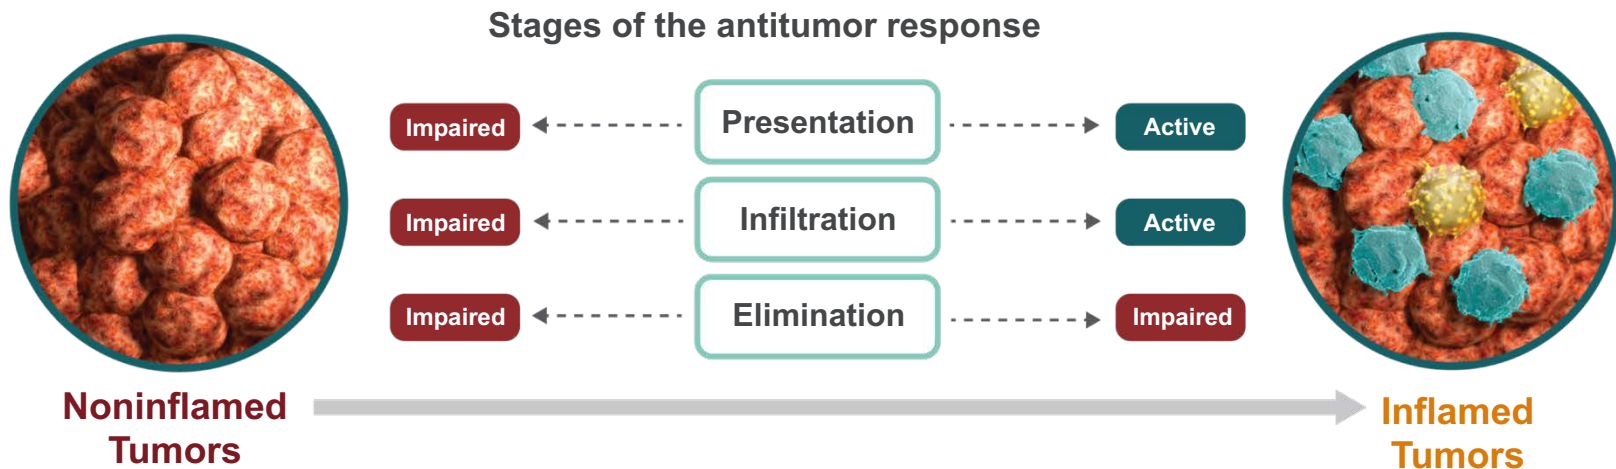 Stages of the antitumor response
Impaired
Presentation
Active
Impaired
Infiltration
Active
Impaired
Elimination
Impaired
Noninflamed
Tumors
Inflamed
Tumors